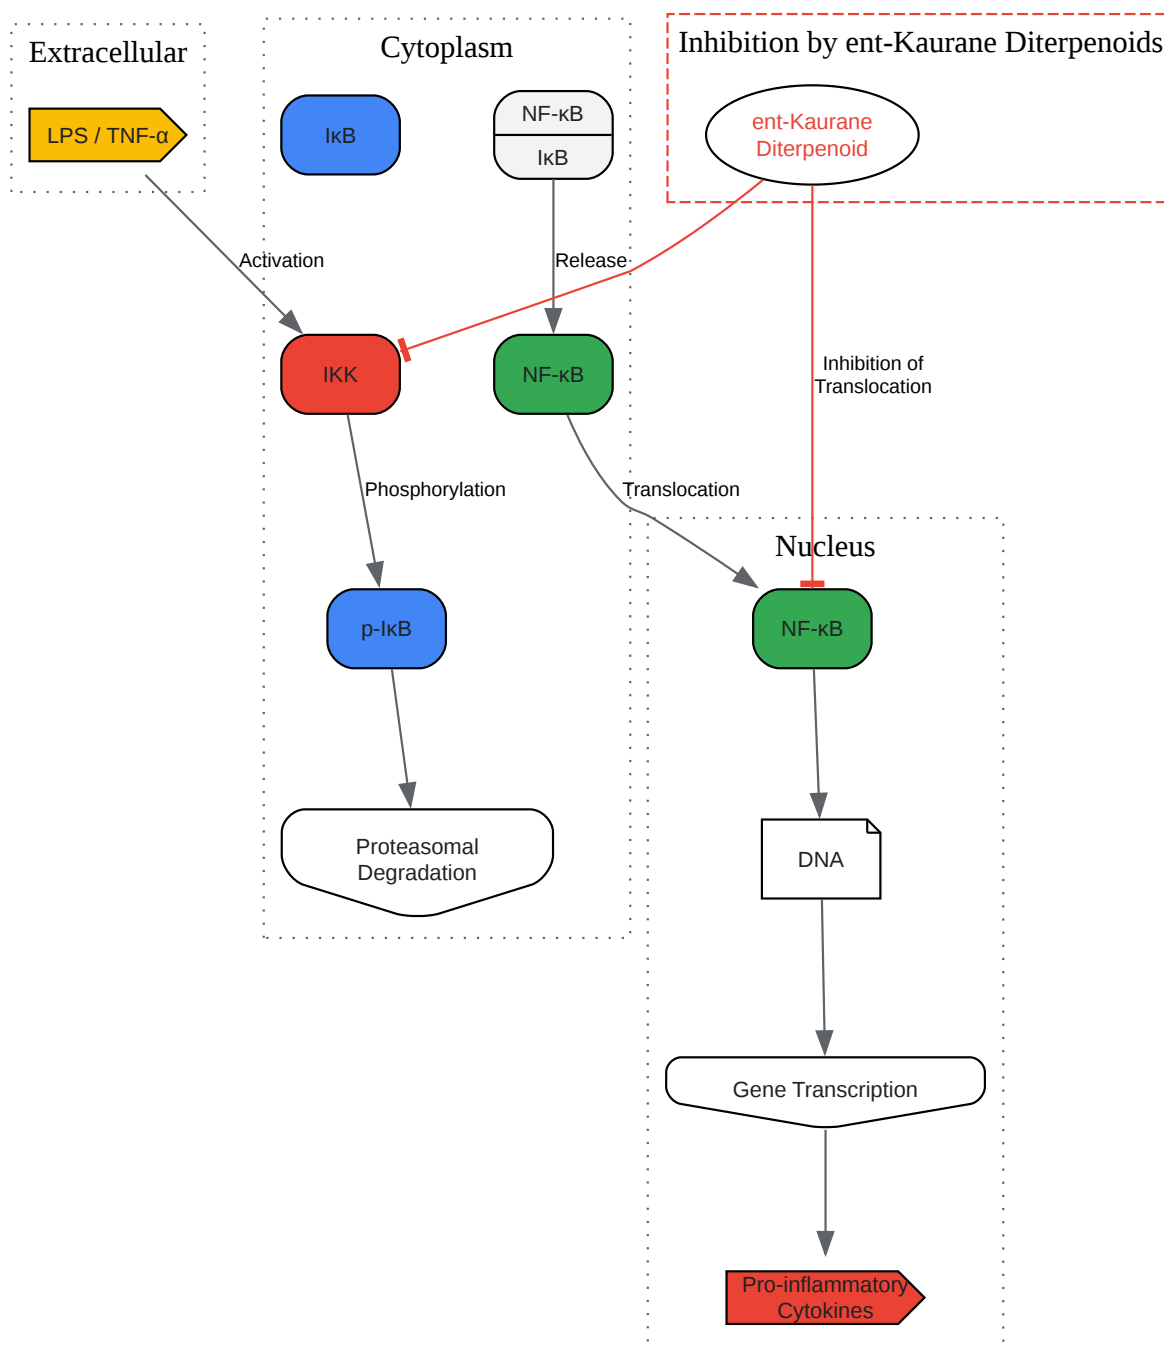 Extracellular
Cytoplasm
Inhibition by ent-Kaurane Diterpenoids
LPS / TNF-α
IκB
NF-κB
IκB
ent-Kaurane
Diterpenoid
Activation
Release
IKK
NF-κB
Inhibition of
Translocation
Phosphorylation
Translocation
Nucleus
p-IκB
NF-κB
Proteasomal
Degradation
DNA
Gene Transcription
Pro-inflammatory
Cytokines